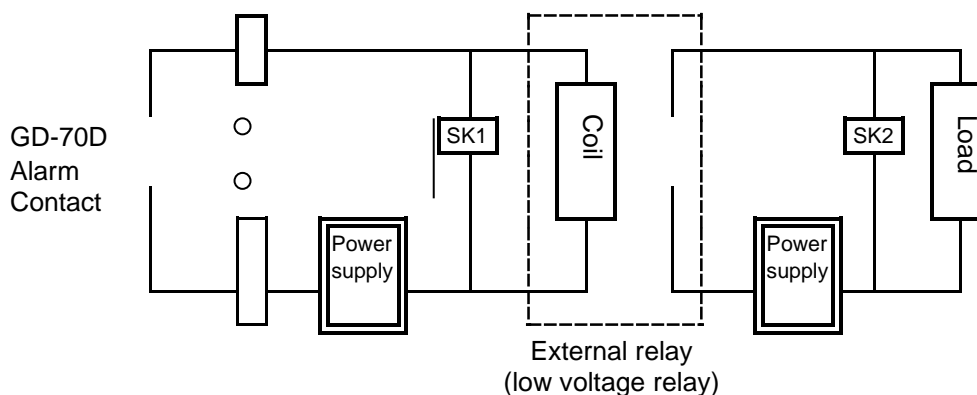 GD-70D
Alarm
Contact
SK1
Coil
Power
supply
External relay
(low voltage relay)
SK2
Load
Power
supply